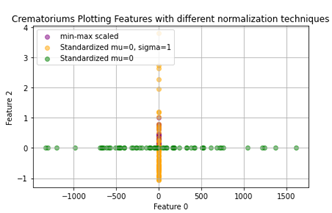 Crematoriums Plotting Features with different normalization techniques
4
min-max scaled
Standardized mu=0, sigma=1
Standardized mu=0
3
2
1
0
−1
Feature 2
−1000
−500
0
500
1000
1500
Feature 0